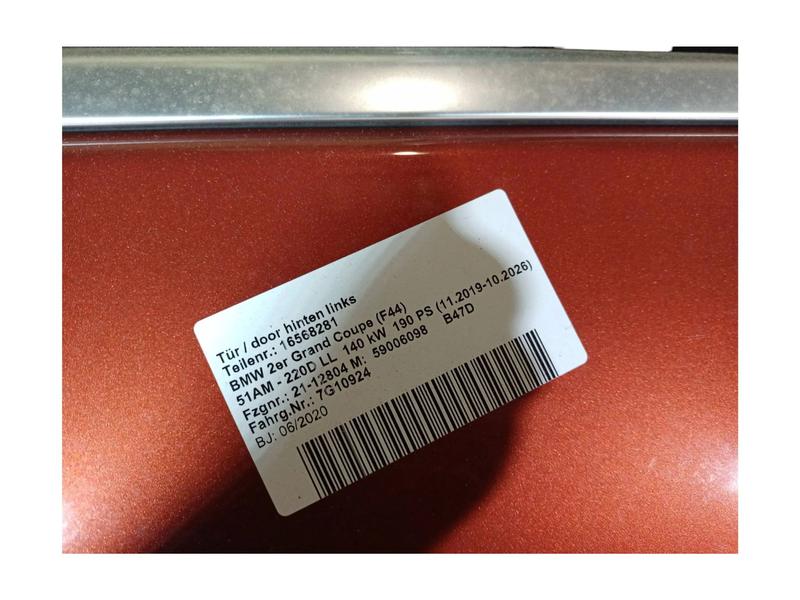 Tür / door hinten links
Teilenr.: 16568281
BMW 2er Grand Coupe (F44)
51AM - 220D LL 140 kW 190 PS (11.2019-10.2026)
Fzgnr.: 21-12804 M: 59006098 B47D
Fahrg.Nr.: 7G10924
BJ: 06/2020